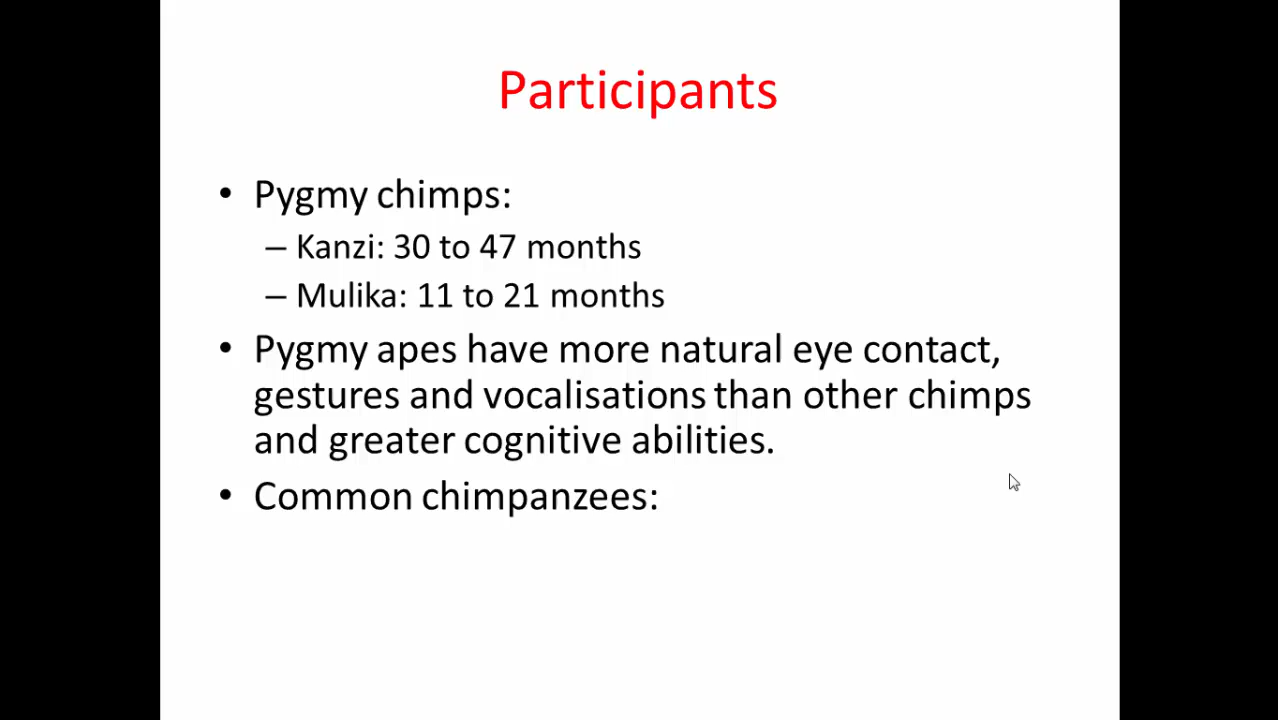 Participants
• Pygmy chimps:
– Kanzi: 30 to 47 months
– Mulika: 11 to 21 months
• Pygmy apes have more natural eye contact,
gestures and vocalisations than other chimps
and greater cognitive abilities.
• Common chimpanzees: